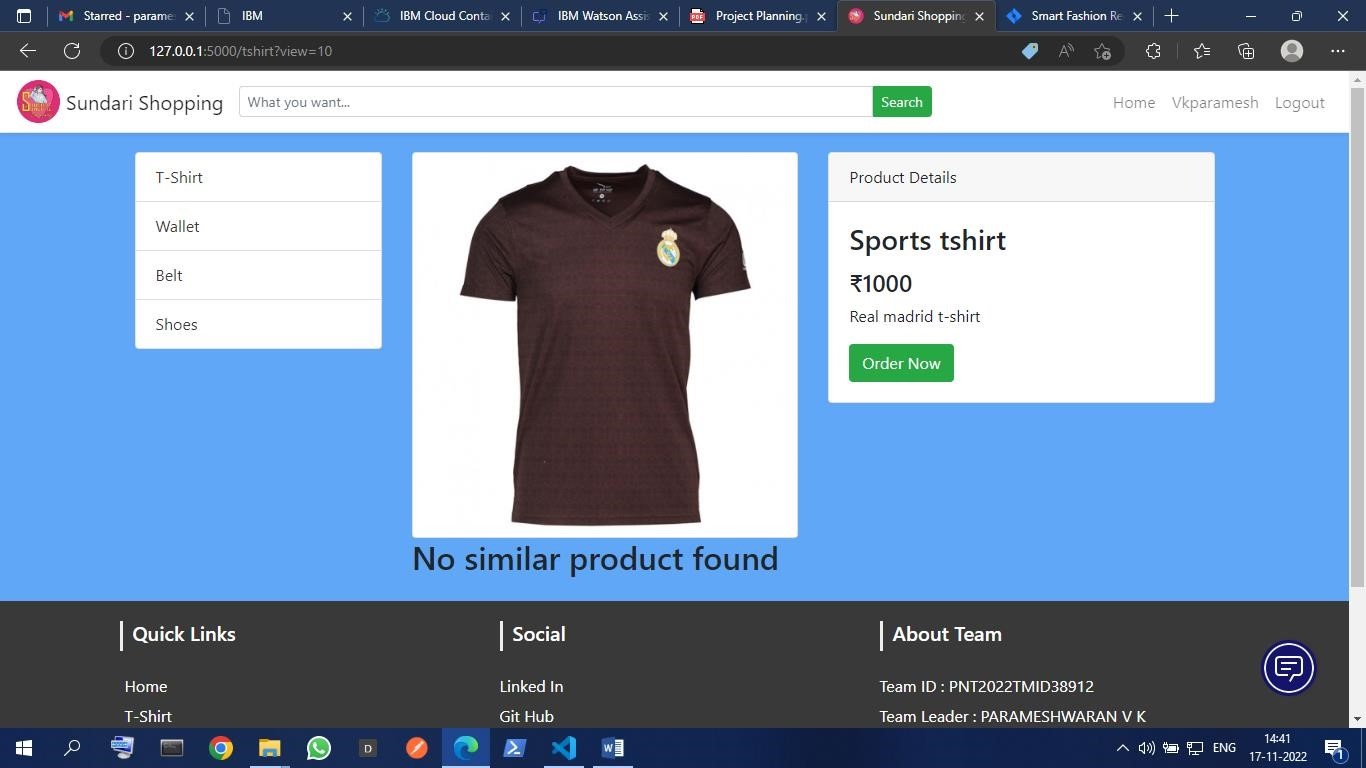 Starred - parame
IBM
IBM Cloud Conta
IBM Watson Assis
Project Planning.
Sundari Shopping
Smart Fashion Re
127.0.0.1:5000/tshirt?view=10
Sundari Shopping
What you want...
Search
Home
Vkparamesh
Logout
T-Shirt
Wallet
Belt
Shoes
Product Details
Sports tshirt
₹1000
Real madrid t-shirt
Order Now
No similar product found
Quick Links
Social
About Team
Home
Linked In
Team ID : PNT2022TMID38912
T-Shirt
Git Hub
Team Leader : PARAMESHWARAN V K
ENG
14:41
17-11-2022
1